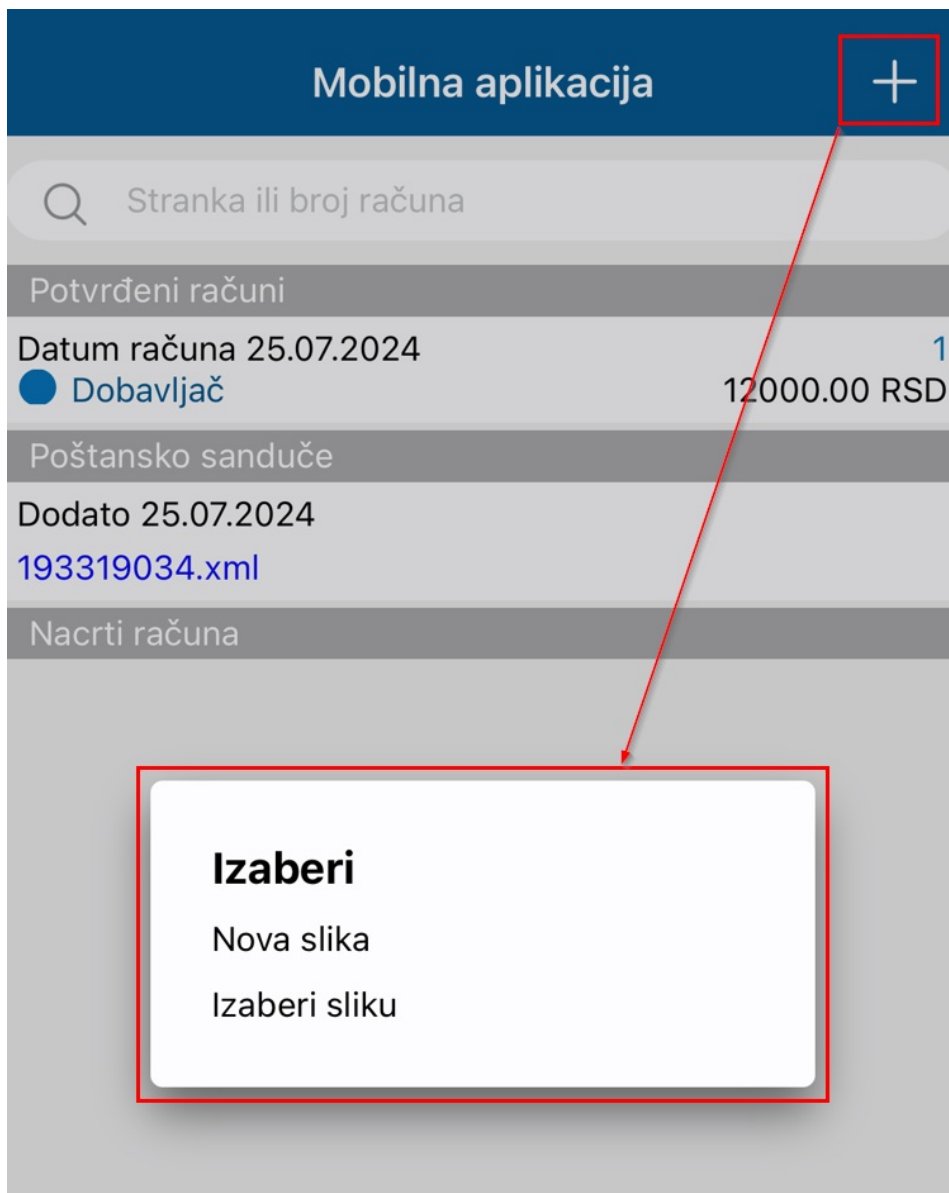 Mobilna aplikacija
Stranka ili broj računa
Potvrđeni računi
Datum računa 25.07.2024 1
Dobavljač 12000.00 RSD
Poštansko sanduče
Dodato 25.07.2024
193319034.xml
Nacrti računa
Izaberi
Nova slika
Izaberi sliku